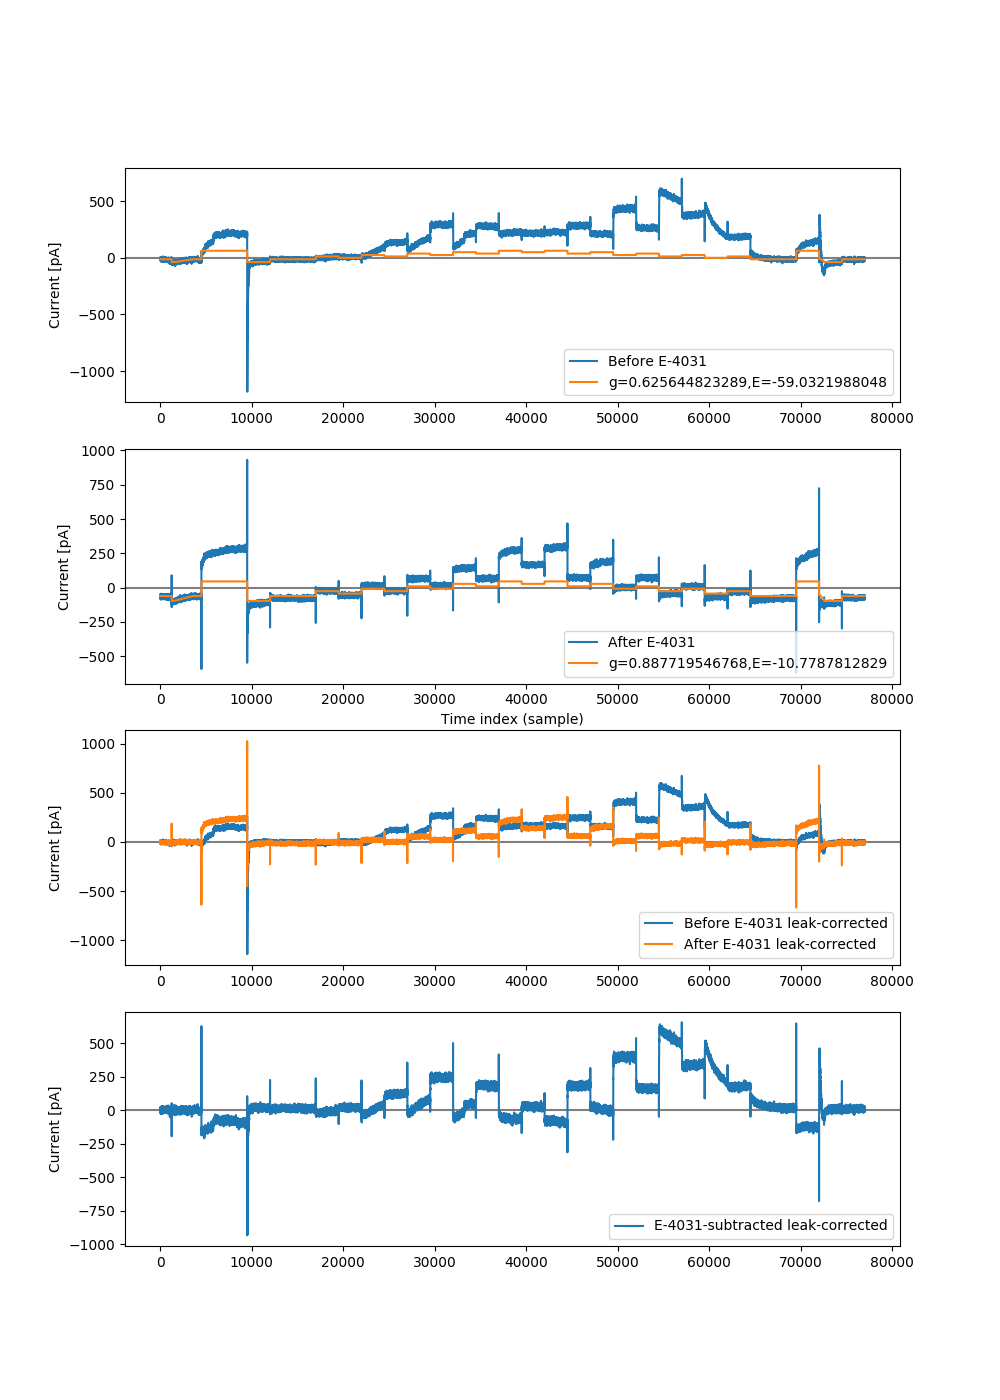 500
0
−500
−1000
Current [pA]
Before E-4031
g=0.625644823289,E=-59.0321988048
0 10000 20000 30000 40000 50000 60000 70000 80000
1000
750
500
250
0
−250
−500
Current [pA]
After E-4031
g=0.887719546768,E=-10.7787812829
0 10000 20000 30000 40000 50000 60000 70000 80000
Time index (sample)
1000
500
0
−500
−1000
Current [pA]
Before E-4031 leak-corrected
After E-4031 leak-corrected
0 10000 20000 30000 40000 50000 60000 70000 80000
500
250
0
−250
−500
−750
−1000
Current [pA]
E-4031-subtracted leak-corrected
0 10000 20000 30000 40000 50000 60000 70000 80000